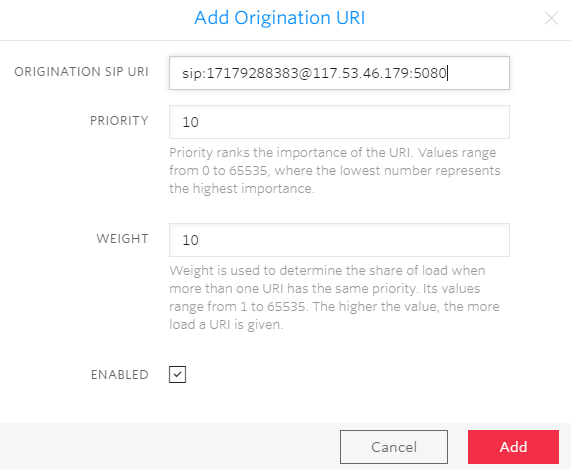 Add Origination URI
ORIGINATION SIP URI
sip:17179288383@117.53.46.179:5080
PRIORITY
10
Priority ranks the importance of the URI. Values range
from 0 to 65535, where the lowest number represents
the highest importance.
WEIGHT
10
Weight is used to determine the share of load when
more than one URI has the same priority. Its values
range from 1 to 65535. The higher the value, the more
load a URI is given.
ENABLED
Cancel
Add